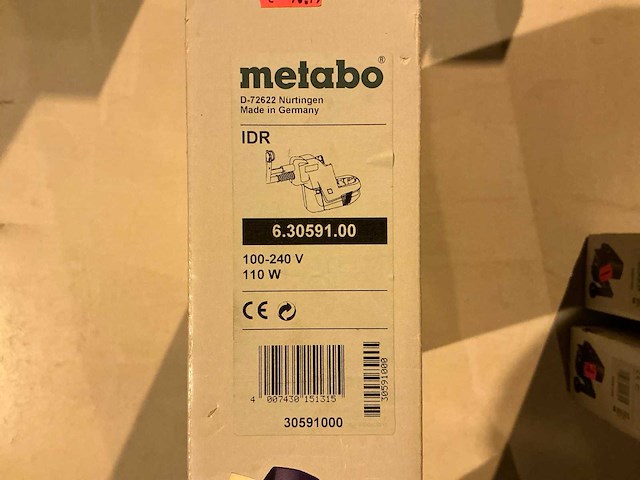 metabo®
D-72622 Nürtingen
Made in Germany
IDR
6.30591.00
100-240 V
110 W
CE
4 007430 151315
30591000
30591000